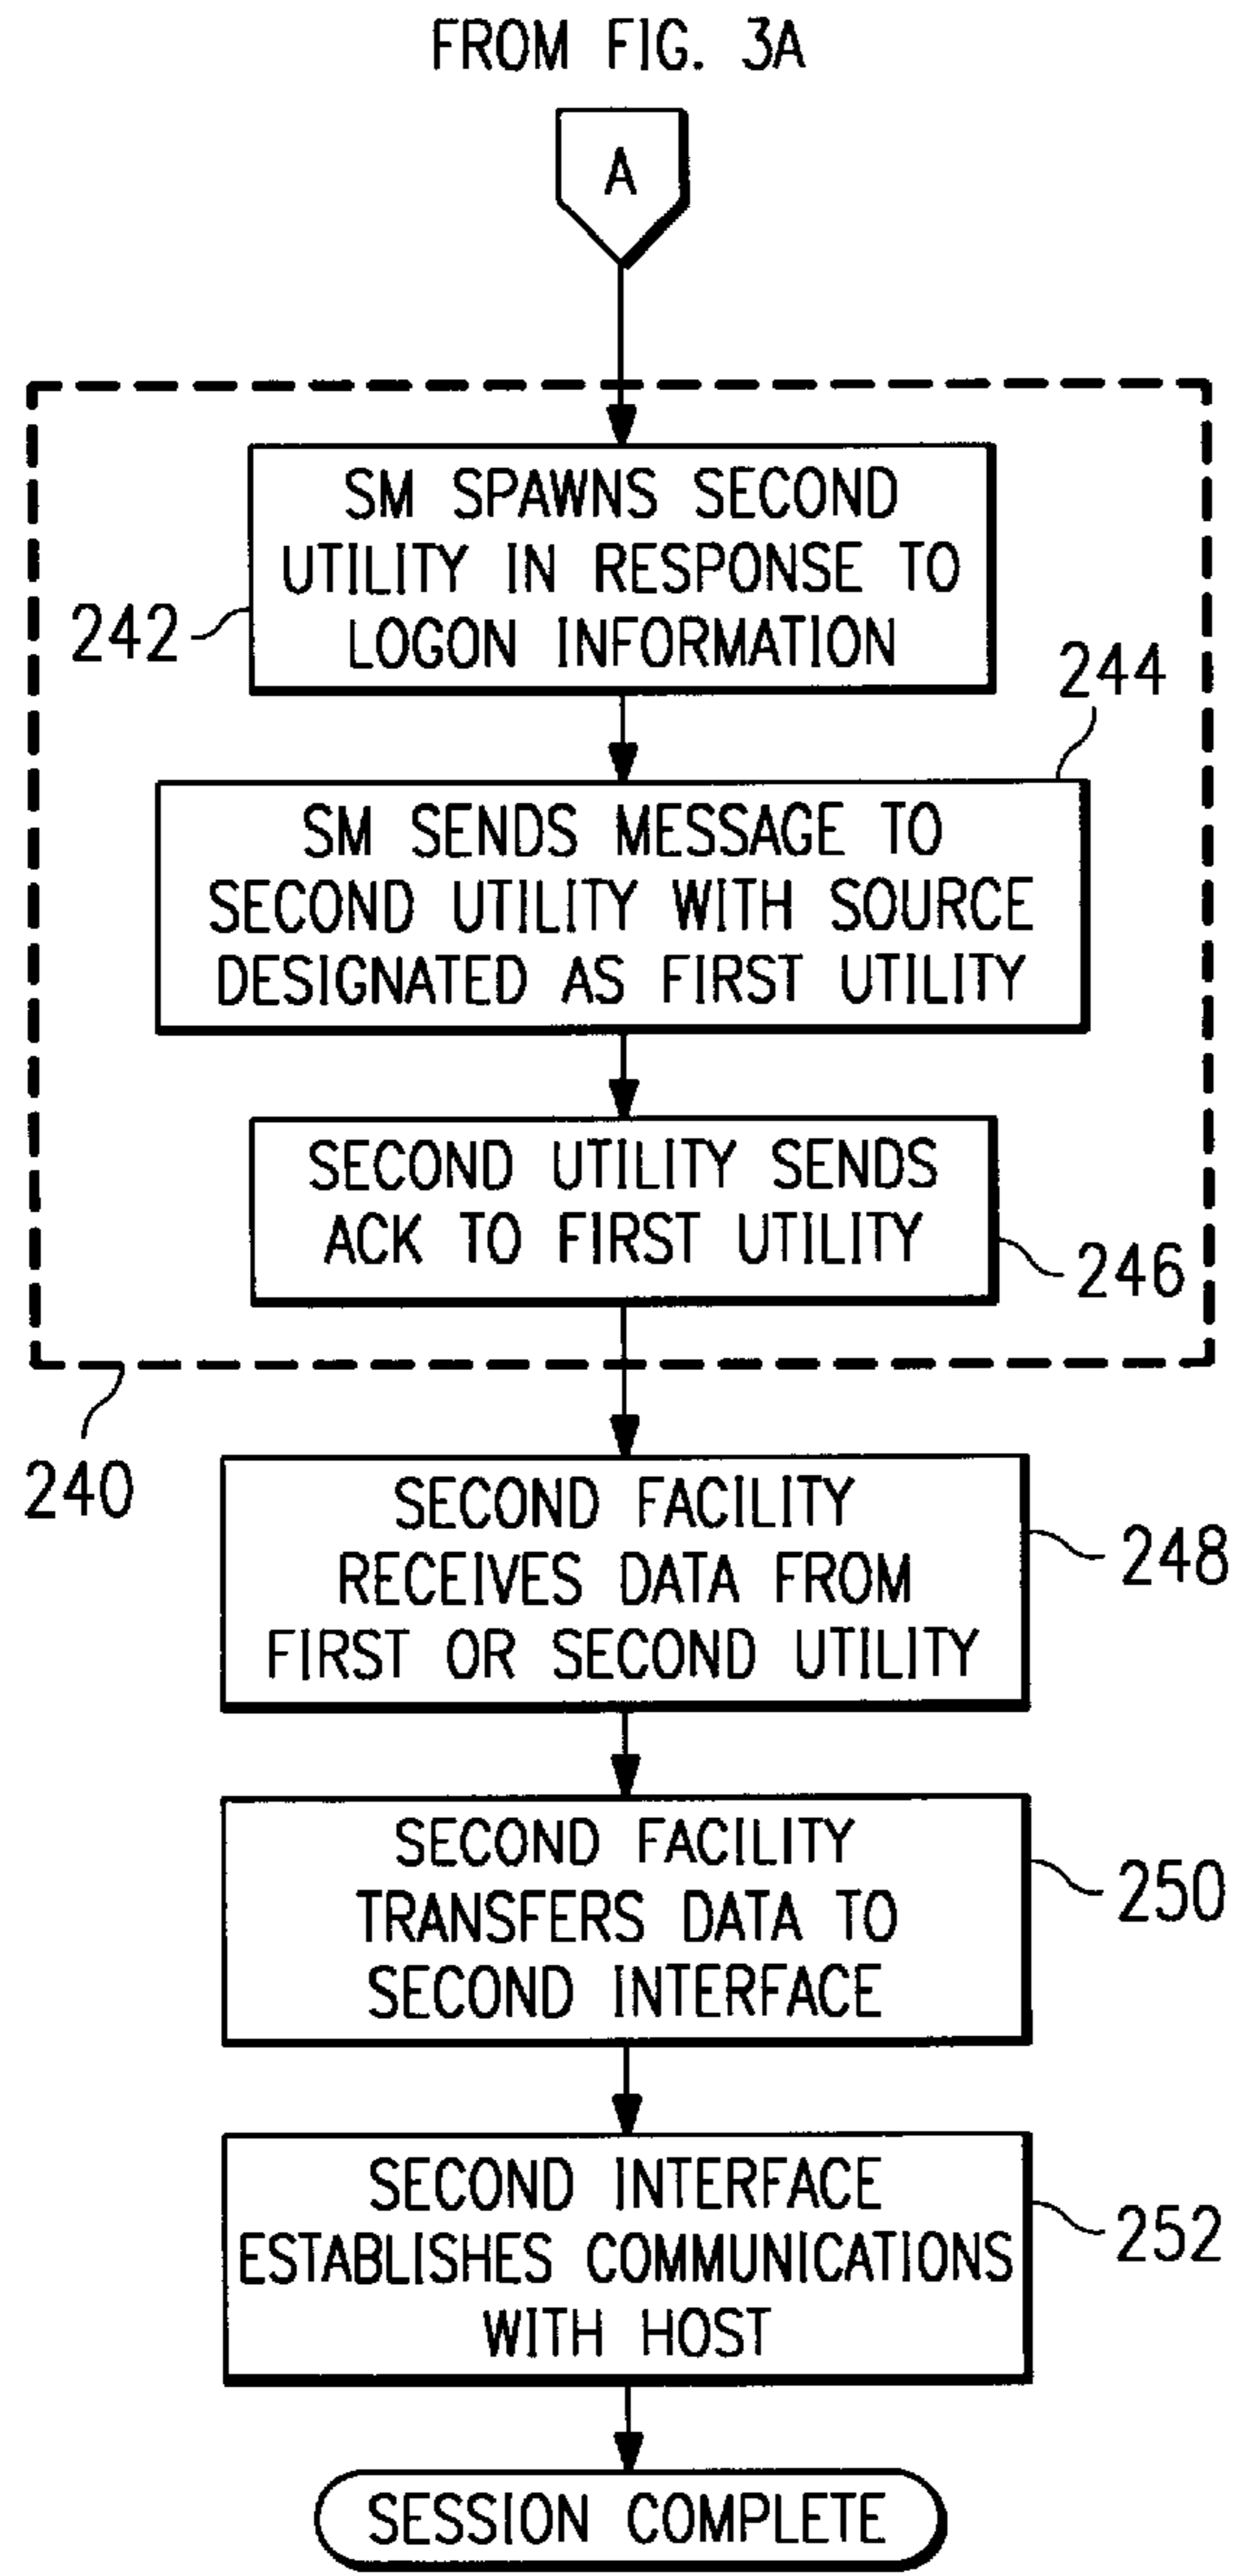 FROM FIG. 3A
A
SM SPAWNS SECOND
UTILITY IN RESPONSE TO
LOGON INFORMATION
242
244
SM SENDS MESSAGE TO
SECOND UTILITY WITH SOURCE
DESIGNATED AS FIRST UTILITY
SECOND UTILITY SENDS
ACK TO FIRST UTILITY
246
240
SECOND FACILITY
RECEIVES DATA FROM
FIRST OR SECOND UTILITY
248
SECOND FACILITY
TRANSFERS DATA TO
SECOND INTERFACE
250
SECOND INTERFACE
ESTABLISHES COMMUNICATIONS
WITH HOST
252
SESSION COMPLETE